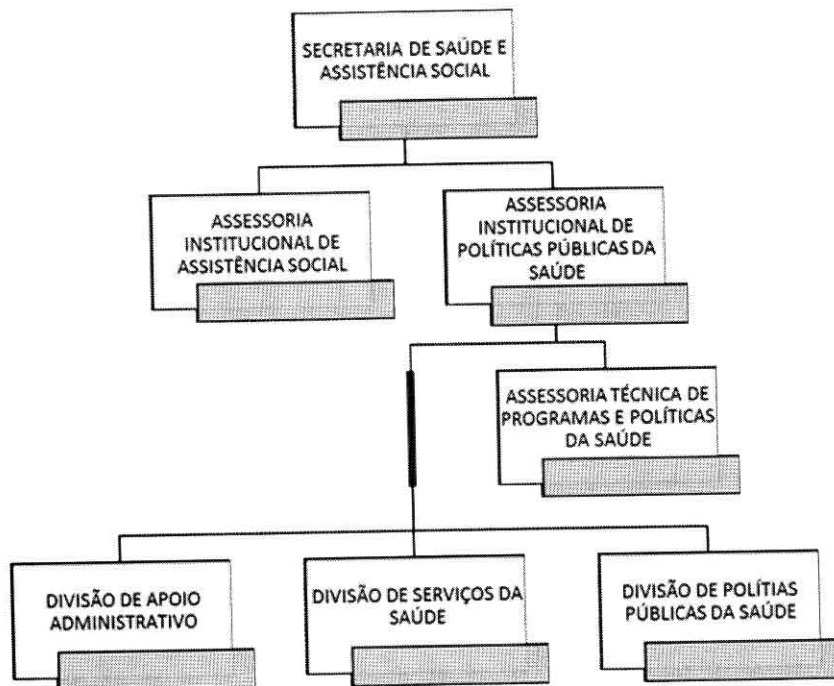 SECRETARIA DE SAÚDE E
ASSISTÊNCIA SOCIAL
ASSESSORIA
INSTITUCIONAL DE
ASSISTÊNCIA SOCIAL
ASSESSORIA
INSTITUCIONAL DE
POLÍTICAS PÚBLICAS DA
SAÚDE
ASSESSORIA TÉCNICA DE
PROGRAMAS E POLÍTICAS
DA SAÚDE
DIVISÃO DE APOIO
ADMINISTRATIVO
DIVISÃO DE SERVIÇOS DA
SAÚDE
DIVISÃO DE POLÍTIAS
PÚBLICAS DA SAÚDE